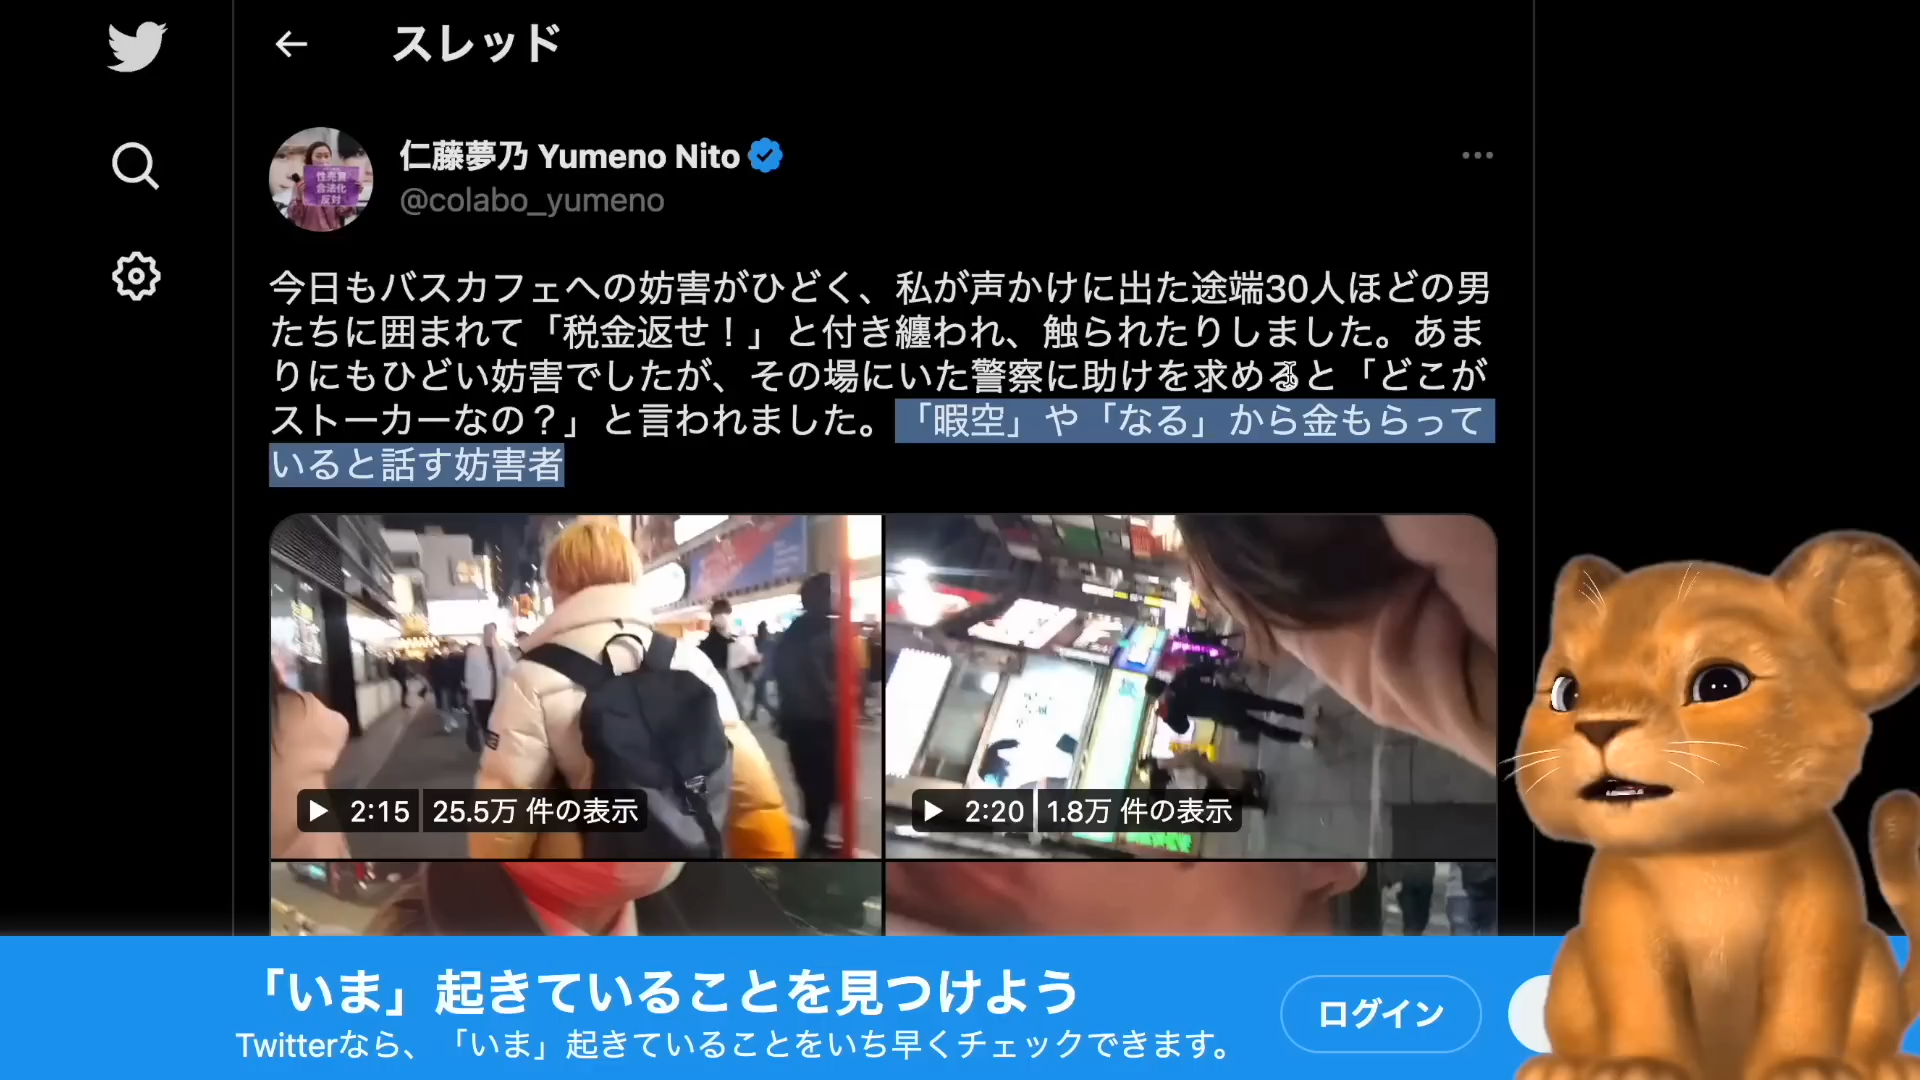 スレッド
仁藤夢乃 Yumeno Nito
@colabo_yumeno
性売買
合法化
反対
今日もバスカフェへの妨害がひどく、私が声かけに出た途端30人ほどの男
たちに囲まれて「税金返せ！」と付き纏われ、触られたりしました。あま
りにもひどい妨害でしたが、その場にいた警察に助けを求めると「どこが
ストーカーなの？」と言われました。「暇空」や「なる」から金もらって
いると話す妨害者
2:15 25.5万 件の表示
2:20 1.8万 件の表示
「いま」起きていることを見つけよう
Twitterなら、「いま」起きていることをいち早くチェックできます。
ログイン